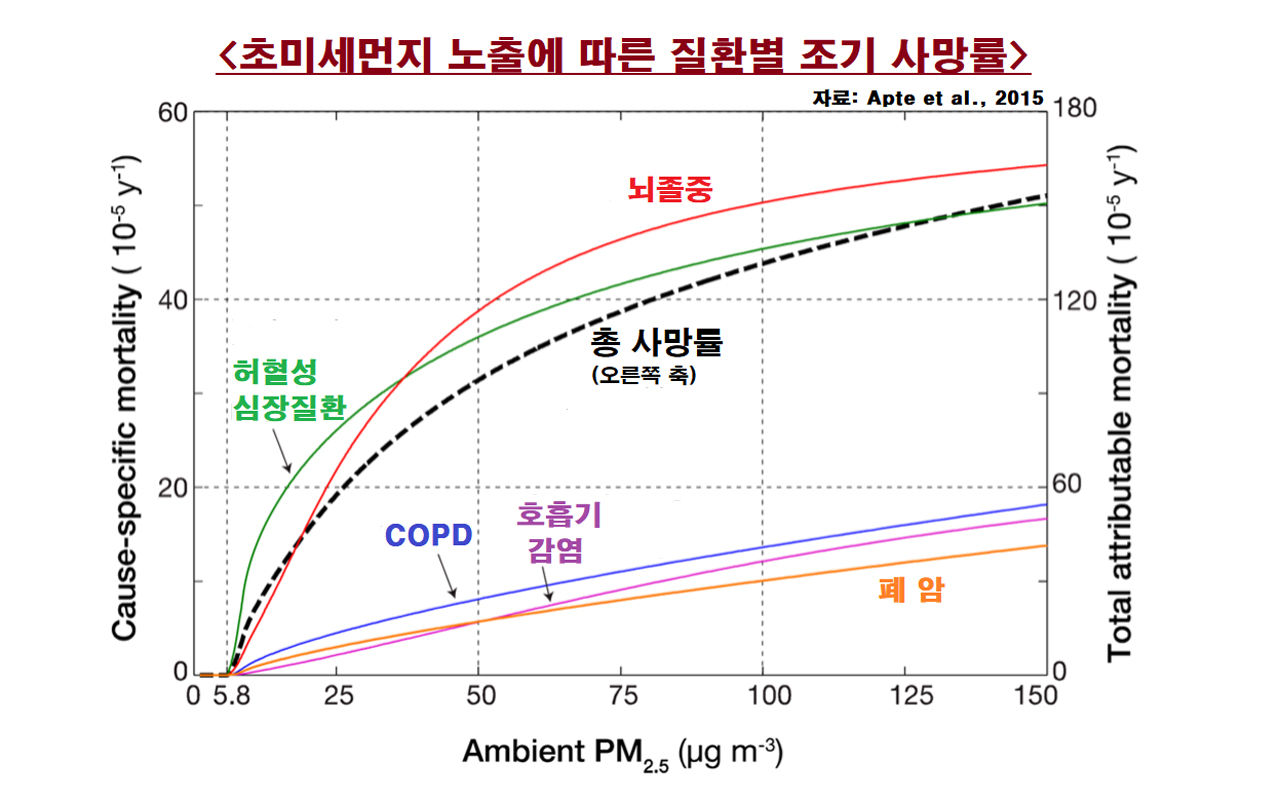 <초미세먼지 노출에 따른 질환별 조기 사망률>
자료: Apte et al., 2015
Cause-specific mortality ( 10⁻⁵ y⁻¹)
60
40
20
0
180
120
60
0
Total attributable mortality ( 10⁻⁵ y⁻¹)
뇌졸중
총 사망률
(오른쪽 축)
허혈성
심장질환
COPD
호흡기
감염
폐 암
0 5.8 25 50 75 100 125 150
Ambient PM₂.₅ (µg m⁻³)